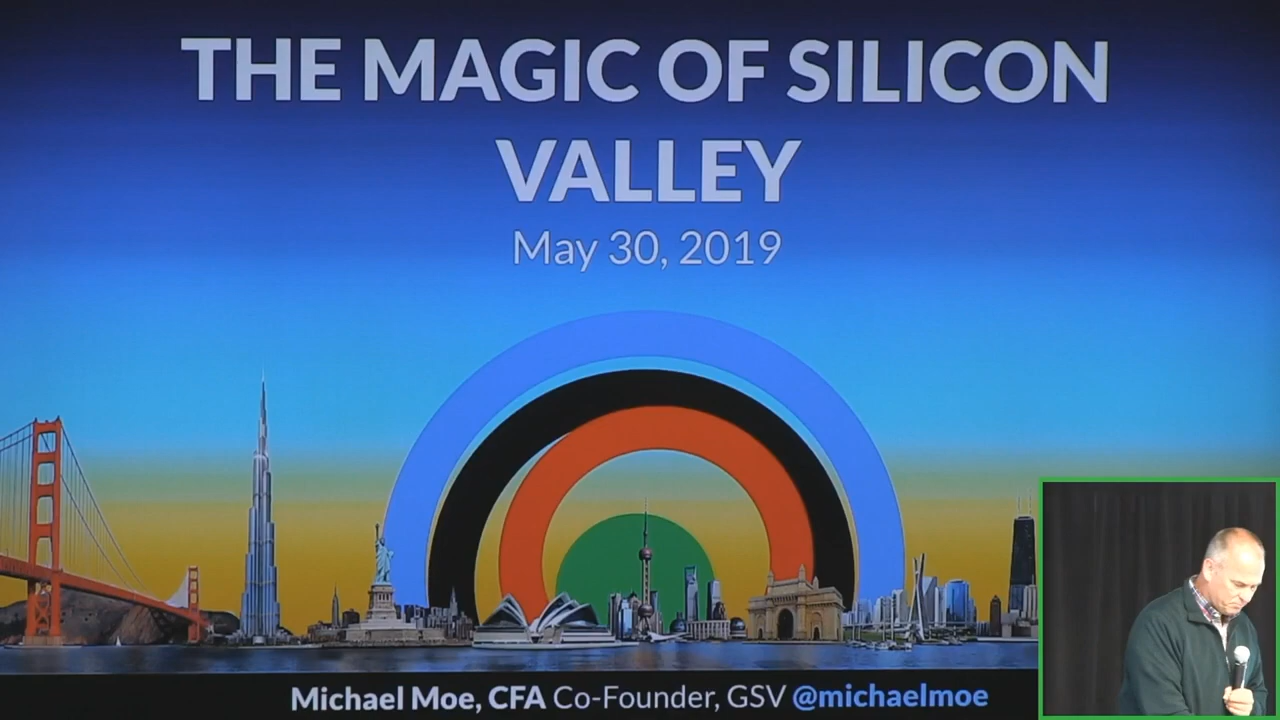 THE MAGIC OF SILICON
VALLEY
May 30, 2019
Michael Moe, CFA Co-Founder, GSV @michaelmoe